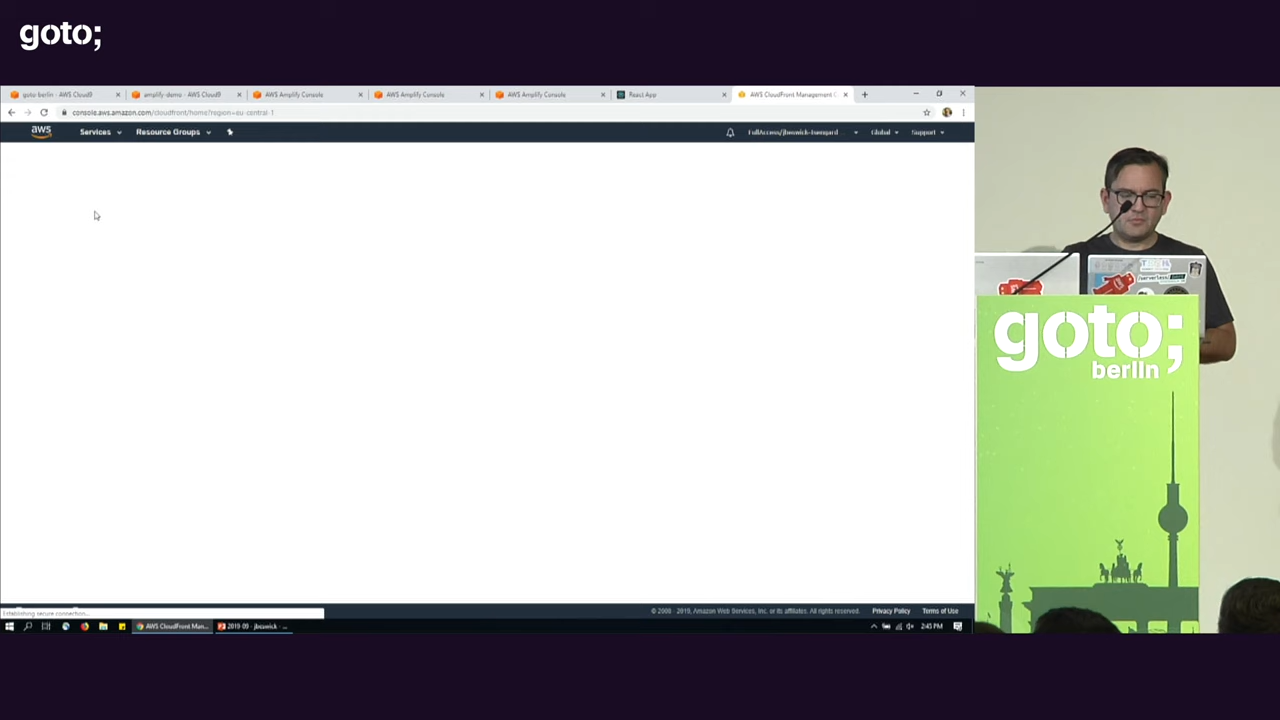 goto;
goto berlin - AWS Cloud9
amplify-demo - AWS Cloud9
AWS Amplify Console
AWS Amplify Console
AWS Amplify Console
React App
AWS CloudFront Management C
console.aws.amazon.com/cloudfront/home?region=eu-central-1
aws
Services
Resource Groups
Global
Support
Establishing secure connection...
© 2008 - 2019, Amazon Web Services, Inc. or its affiliates. All rights reserved.
Privacy Policy
Terms of Use
AWS CloudFront Man...
2:45 PM
goto;
berlin